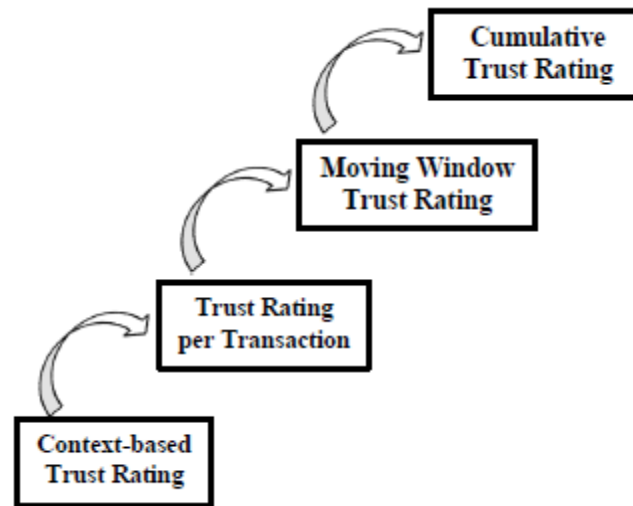 Cumulative
Trust Rating
Moving Window
Trust Rating
Trust Rating
per Transaction
Context-based
Trust Rating